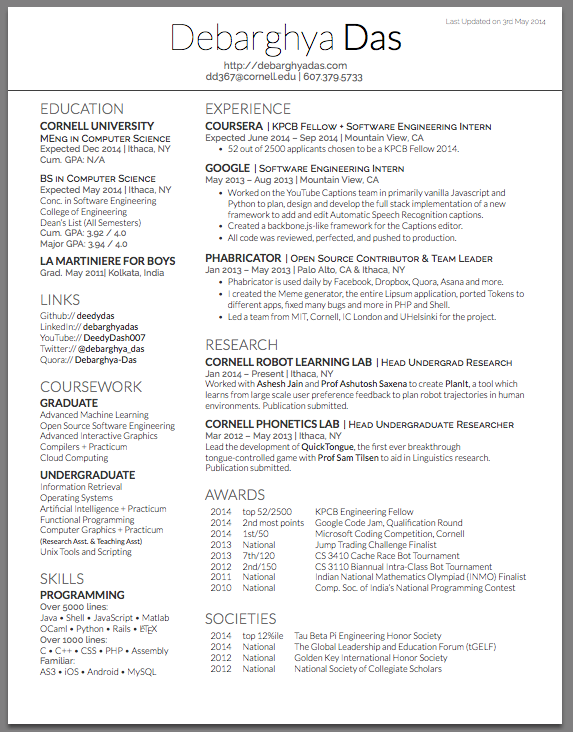 Last Updated on 3rd May 2014
Debarghya Das
http://debarghyadas.com
dd367@cornell.edu | 607.379.5733
EDUCATION
CORNELL UNIVERSITY
MEng in Computer Science
Expected Dec 2014 | Ithaca, NY
Cum. GPA: N/A
BS in Computer Science
Expected May 2014 | Ithaca, NY
Conc. in Software Engineering
College of Engineering
Dean's List (All Semesters)
Cum. GPA: 3.92 / 4.0
Major GPA: 3.94 / 4.0
LA MARTINIERE FOR BOYS
Grad. May 2011| Kolkata, India
LINKS
Github:// deedydas
LinkedIn:// debarghyadas
YouTube:// DeedyDash007
Twitter:// @debarghya_das
Quora:// Debarghya-Das
COURSEWORK
GRADUATE
Advanced Machine Learning
Open Source Software Engineering
Advanced Interactive Graphics
Compilers + Practicum
Cloud Computing
UNDERGRADUATE
Information Retrieval
Operating Systems
Artificial Intelligence + Practicum
Functional Programming
Computer Graphics + Practicum
(Research Asst. & Teaching Asst)
Unix Tools and Scripting
SKILLS
PROGRAMMING
Over 5000 lines:
Java • Shell • JavaScript • Matlab
OCaml • Python • Rails • LATEX
Over 1000 lines:
C • C++ • CSS • PHP • Assembly
Familiar:
AS3 • iOS • Android • MySQL
EXPERIENCE
COURSERA | KPCB Fellow + Software Engineering Intern
Expected June 2014 – Sep 2014 | Mountain View, CA
• 52 out of 2500 applicants chosen to be a KPCB Fellow 2014.
GOOGLE | Software Engineering Intern
May 2013 – Aug 2013 | Mountain View, CA
• Worked on the YouTube Captions team in primarily vanilla Javascript and
Python to plan, design and develop the full stack implementation of a new
framework to add and edit Automatic Speech Recognition captions.
• Created a backbone.js-like framework for the Captions editor.
• All code was reviewed, perfected, and pushed to production.
PHABRICATOR | Open Source Contributor & Team Leader
Jan 2013 – May 2013 | Palo Alto, CA & Ithaca, NY
• Phabricator is used daily by Facebook, Dropbox, Quora, Asana and more.
• I created the Meme generator, the entire Lipsum application, ported Tokens to
different apps, fixed many bugs and more in PHP and Shell.
• Led a team from MIT, Cornell, IC London and UHelsinki for the project.
RESEARCH
CORNELL ROBOT LEARNING LAB | Head Undergrad Research
Jan 2014 – Present | Ithaca, NY
Worked with Ashesh Jain and Prof Ashutosh Saxena to create PlanIt, a tool which
learns from large scale user preference feedback to plan robot trajectories in human
environments. Publication submitted.
CORNELL PHONETICS LAB | Head Undergraduate Researcher
Mar 2012 – May 2013 | Ithaca, NY
Lead the development of QuickTongue, the first ever breakthrough
tongue-controlled game with Prof Sam Tilsen to aid in Linguistics research.
Publication submitted.
AWARDS
2014 top 52/2500 KPCB Engineering Fellow
2014 2nd most points Google Code Jam, Qualification Round
2014 1st/50 Microsoft Coding Competition, Cornell
2013 National Jump Trading Challenge Finalist
2013 7th/120 CS 3410 Cache Race Bot Tournament
2012 2nd/150 CS 3110 Biannual Intra-Class Bot Tournament
2011 National Indian National Mathematics Olympiad (INMO) Finalist
2010 National Comp. Soc. of India's National Programming Contest
SOCIETIES
2014 top 12%ile Tau Beta Pi Engineering Honor Society
2014 National The Global Leadership and Education Forum (tGELF)
2012 National Golden Key International Honor Society
2012 National National Society of Collegiate Scholars